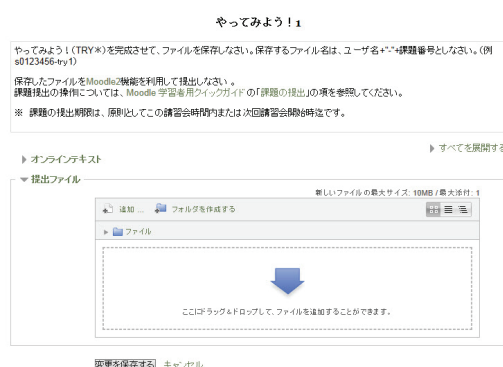 やってみよう！1
やってみよう！(TRY※)を完成させて、ファイルを保存しなさい。保存するファイル名は、ユーザ名+"-"+課題番号としなさい。(例
s0123456-try1)
保存したファイルをMoodle2機能を利用して提出しなさい 。
課題提出の操作については、Moodle 学習者用クイックガイド の「課題の提出」の項を参照してください。
※ 課題の提出期限は、原則としてこの講習会時間内または次回講習会開始時迄です。
すべてを展開する
オンラインテキスト
提出ファイル
新しいファイルの最大サイズ: 10MB / 最大添付: 1
追加 ... フォルダを作成する
ファイル
ここにドラッグ&ドロップして、ファイルを追加することができます。
変更を保存する キャンセル